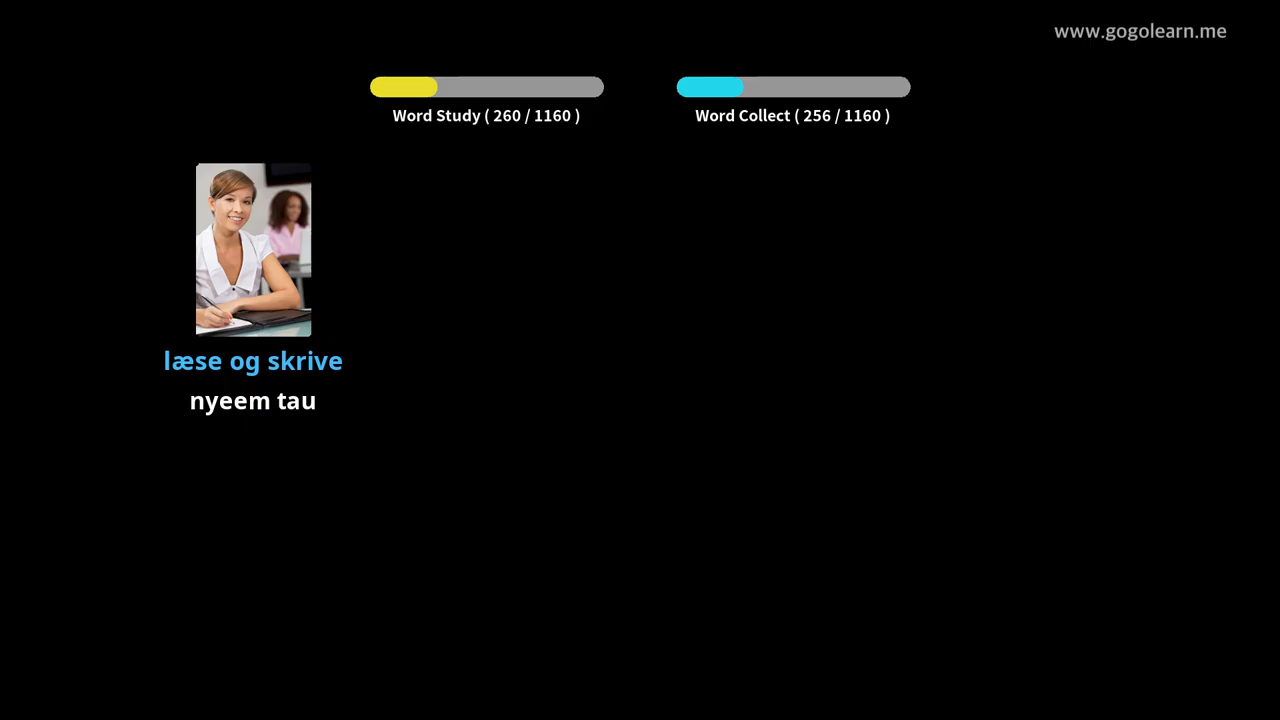 www.gogolearn.me
Word Study ( 260 / 1160 )
Word Collect ( 256 / 1160 )
læse og skrive
nyeem tau